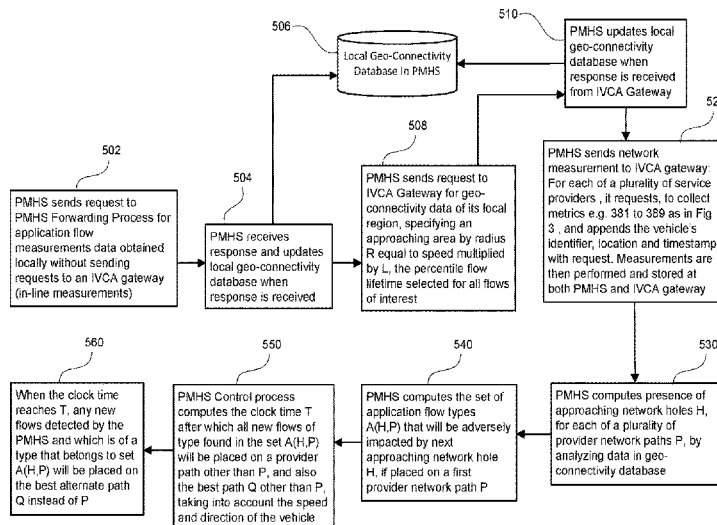 506
Local Geo-Connectivity
Database In PMHS
510
PMHS updates local
geo-connectivity
database when
response is received
from IVCA Gateway
502
PMHS sends request to
PMHS Forwarding Process for
application flow
measurements data obtained
locally without sending
requests to an IVCA gateway
(in-line measurements)
504
PMHS receives
response and updates
local geo-connectivity
database when
response is received
508
PMHS sends request to
IVCA Gateway for geo-
connectivity data of its local
region, specifying an
approaching area by radius
R equal to speed multiplied
by L, the percentile flow
lifetime selected for all flows
of interest
52
PMHS sends network
measurement to IVCA gateway:
For each of a plurality of service
providers , it requests, to
collect metrics e.g. 381 to 389 as in Fig
3 , and appends the vehicle's
identifier, location and timestamp
with request. Measurements are
then performed and stored at
both PMHS and IVCA gateway
560
When the clock time
reaches T, any new
flows detected by the
PMHS and which is of a
type that belongs to set
A(H,P) will be placed on
the best alternate path
Q instead of P
550
PMHS Control process
computes the clock time T
after which all new flows of
type found in the set A(H,P)
will be placed on a provider
path other than P, and also
the best path Q other than P,
taking into account the speed
and direction of the vehicle
540
PMHS computes the set of
application flow types
A(H,P) that will be adversely
impacted by next
approaching network hole
H, if placed on a first
provider network path P
530
PMHS computes presence of
approaching network holes H,
for each of a plurality of
provider network paths P, by
analyzing data in geo-
connectivity database